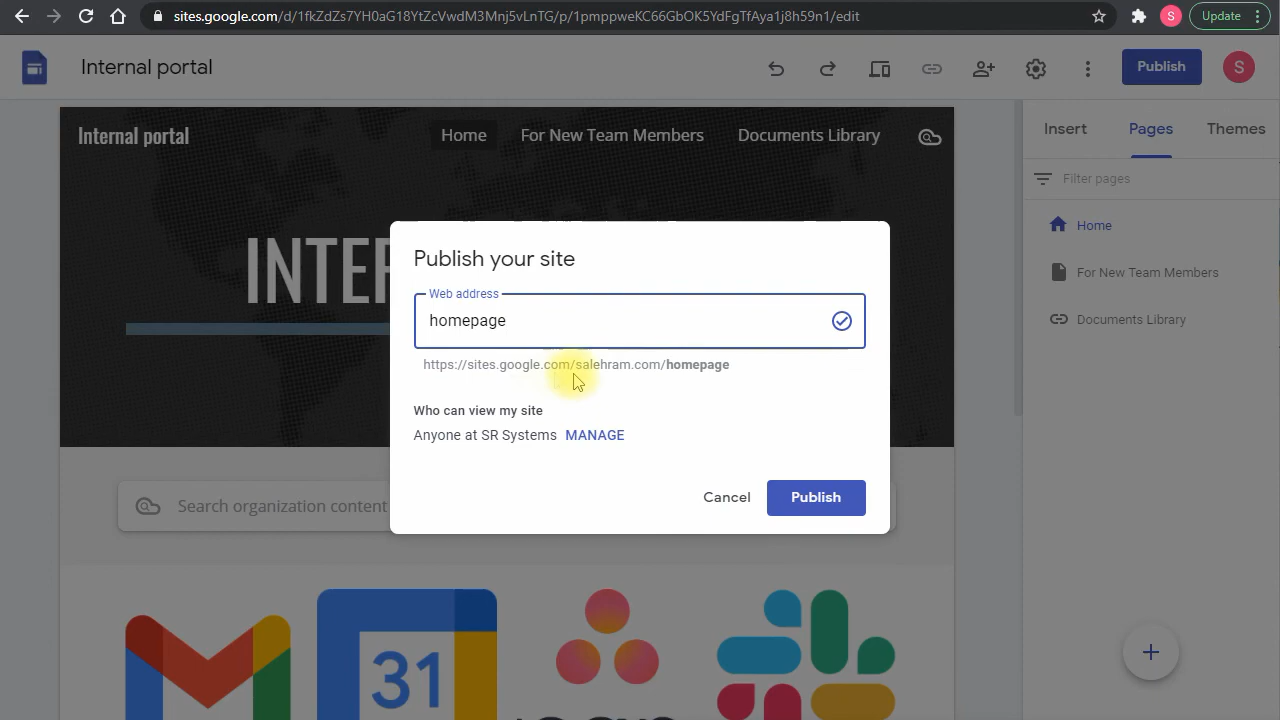 sites.google.com/d/1fkZdZs7YH0aG18YtZcVwdM3Mnj5vLnTG/p/1pmppweKC66GbOK5YdFgTfAya1j8h59n1/edit
S
Update
Internal portal
Publish
S
Internal portal
Home
For New Team Members
Documents Library
Insert
Pages
Themes
Filter pages
Home
For New Team Members
Documents Library
INTER
Publish your site
Web address
homepage
https://sites.google.com/salehram.com/homepage
Who can view my site
Anyone at SR Systems MANAGE
Cancel
Publish
Search organization content
31